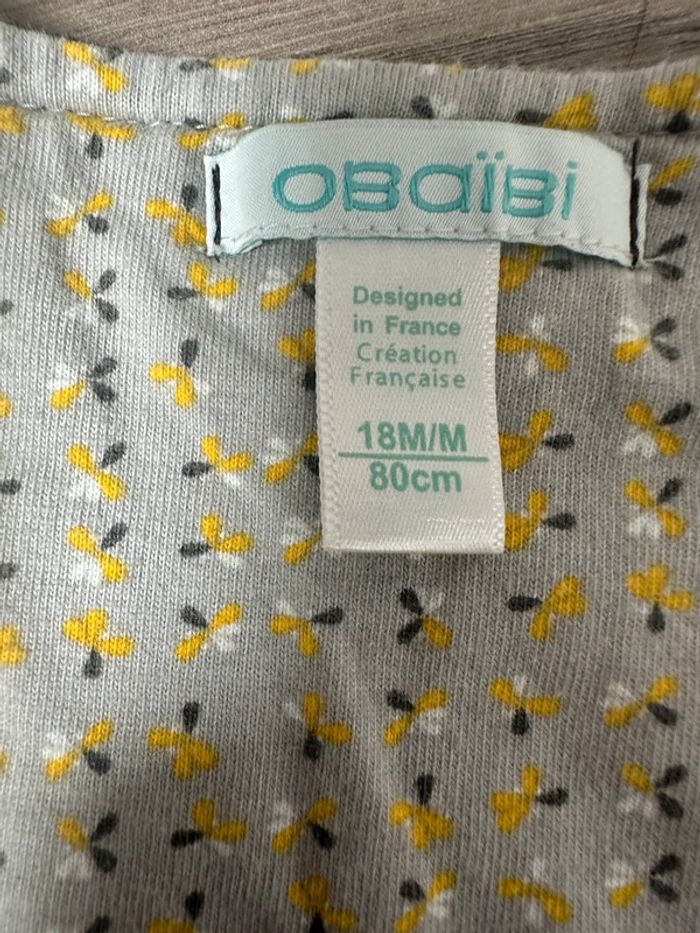 OBAÏBI
Designed
in France
Création
Française
18M/M
80cm